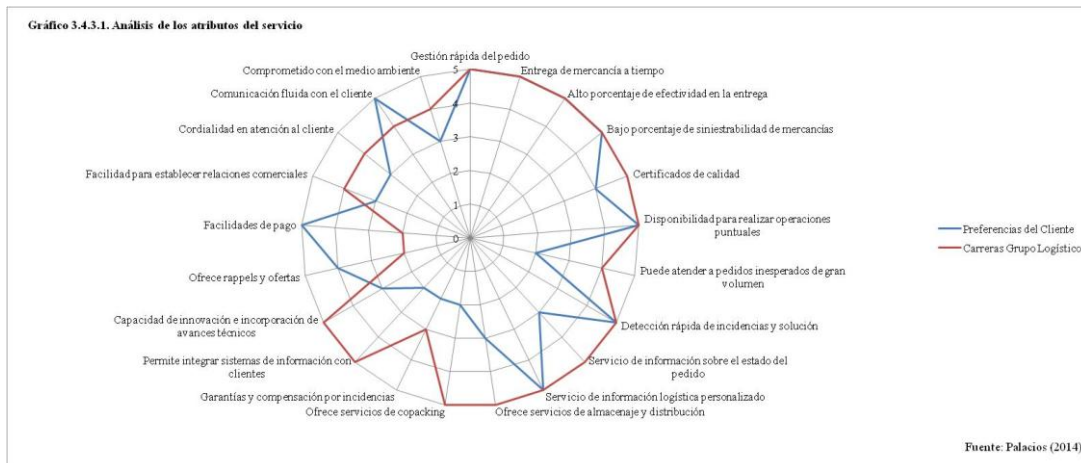 Gráfico 3.4.3.1. Análisis de los atributos del servicio
Gestión rápida del pedido
Entrega de mercancía a tiempo
Alto porcentaje de efectividad en la entrega
Bajo porcentaje de siniestrabilidad de mercancías
Certificados de calidad
Disponibilidad para realizar operaciones
puntuales
Puede atender a pedidos inesperados de gran
volumen
Detección rápida de incidencias y solución
Servicio de información sobre el estado del
pedido
Servicio de información logística personalizado
Ofrece servicios de almacenaje y distribución
Ofrece servicios de copacking
Garantías y compensación por incidencias
Permite integrar sistemas de información con
clientes
Capacidad de innovación e incorporación de
avances técnicos
Ofrece rappels y ofertas
Facilidades de pago
Facilidad para establecer relaciones comerciales
Cordialidad en atención al cliente
Comunicación fluida con el cliente
Comprometido con el medio ambiente
5
4
3
2
1
0
Preferencias del Cliente
Carreras Grupo Logístico
Fuente: Palacios (2014)